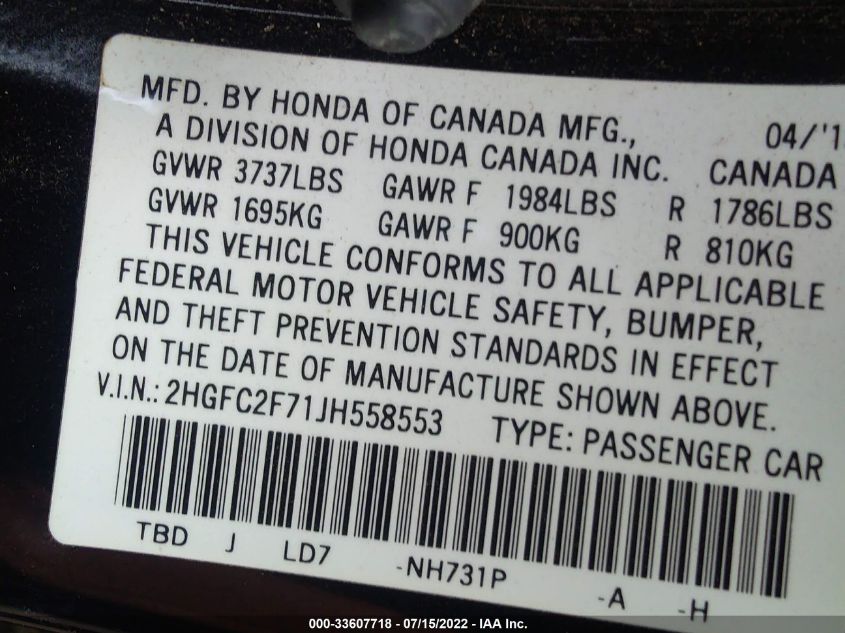 MFD. BY HONDA OF CANADA MFG., 04/'1
A DIVISION OF HONDA CANADA INC. CANADA
GVWR 3737LBS GAWR F 1984LBS R 1786LBS
GVWR 1695KG GAWR F 900KG R 810KG
THIS VEHICLE CONFORMS TO ALL APPLICABLE
FEDERAL MOTOR VEHICLE SAFETY, BUMPER,
AND THEFT PREVENTION STANDARDS IN EFFECT
ON THE DATE OF MANUFACTURE SHOWN ABOVE.
V.I.N.: 2HGFC2F71JH558553 TYPE: PASSENGER CAR
TBD J LD7 -NH731P -A -H
000-33607718 - 07/15/2022 - IAA Inc.